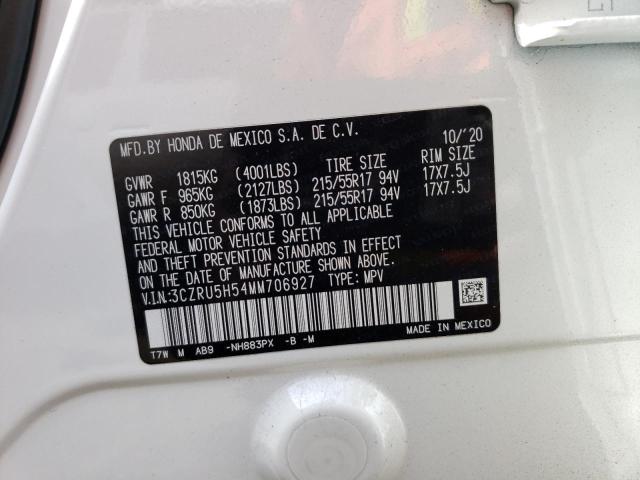 MFD.BY HONDA DE MEXICO S.A. DE C.V. 10/'20
GVWR 1815KG (4001LBS) TIRE SIZE RIM SIZE
GAWR F 965KG (2127LBS) 215/55R17 94V 17X7.5J
GAWR R 850KG (1873LBS) 215/55R17 94V 17X7.5J
THIS VEHICLE CONFORMS TO ALL APPLICABLE
FEDERAL MOTOR VEHICLE SAFETY
AND THEFT PREVENTION STANDARDS IN EFFECT
ON THE DATE OF MANUFACTURE SHOWN ABOVE.
V.I.N.:3CZRU5H54MM706927 TYPE: MPV
T7W M AB9 -NH883PX -B -M MADE IN MEXICO